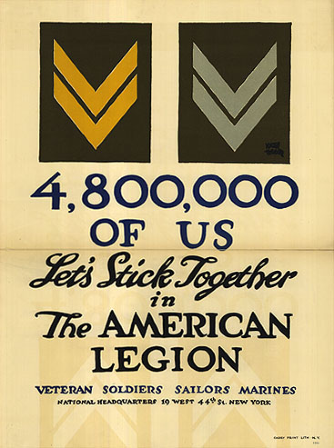 4,800,000
OF US
Let's Stick Together
in
The AMERICAN
LEGION
VETERAN SOLDIERS SAILORS MARINES
NATIONAL HEADQUARTERS 19 WEST 44th St. NEW YORK